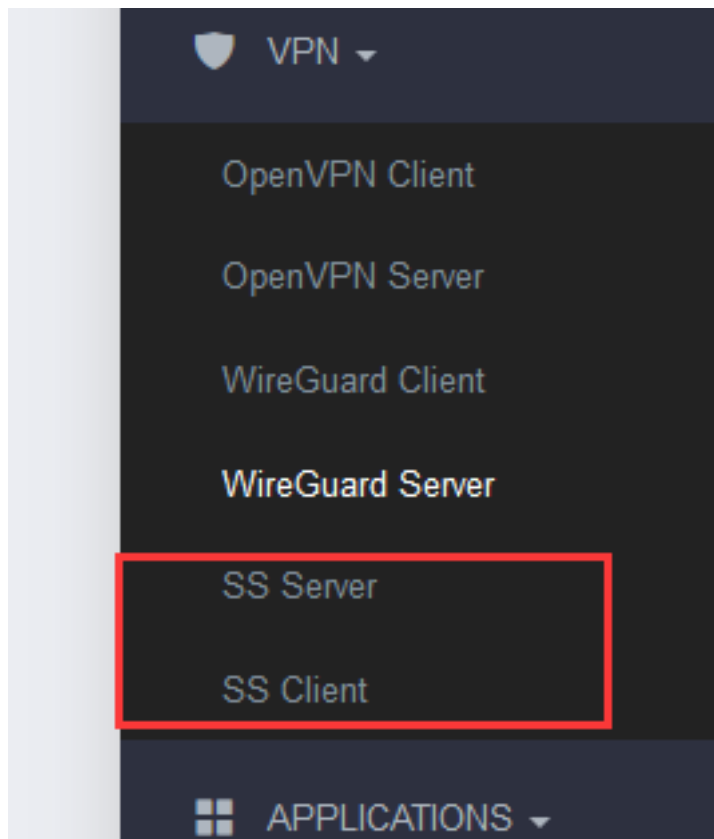 VPN
OpenVPN Client
OpenVPN Server
WireGuard Client
WireGuard Server
SS Server
SS Client
APPLICATIONS